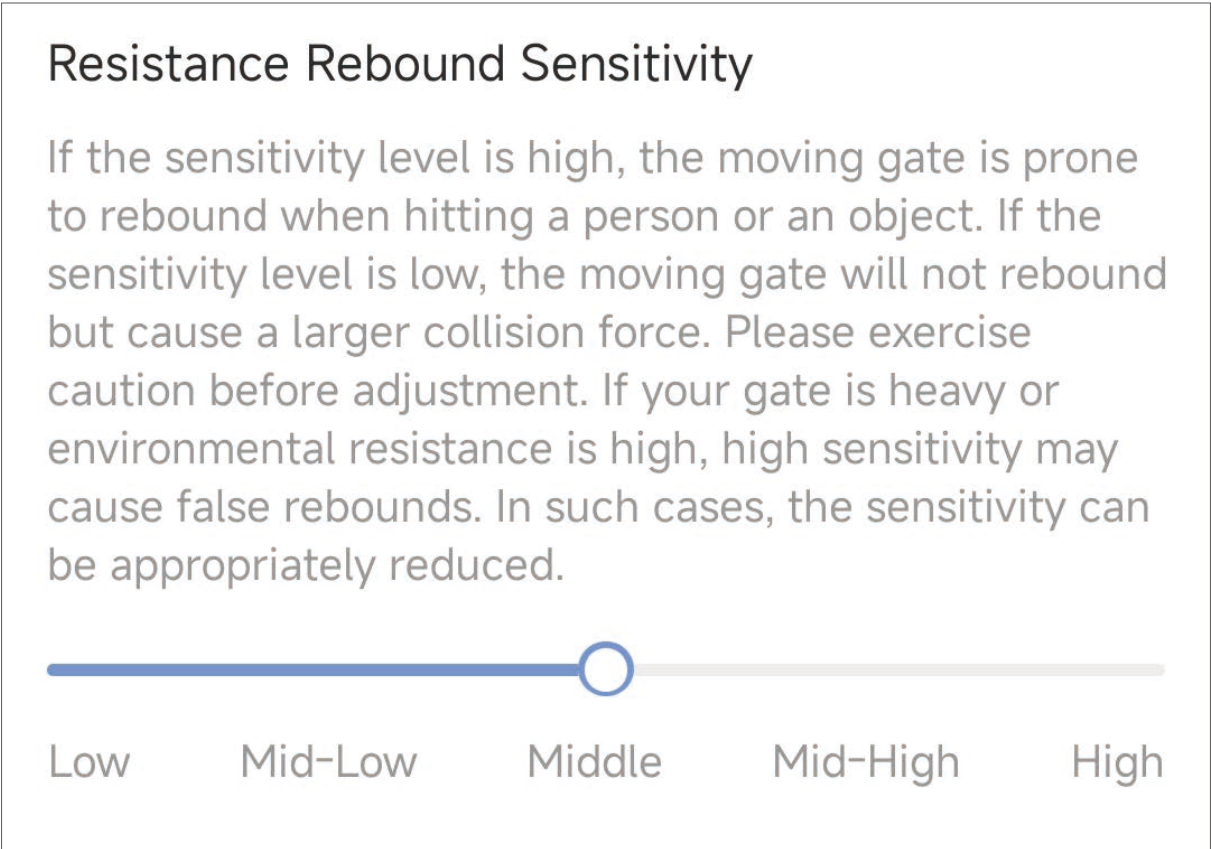 Resistance Rebound Sensitivity
If the sensitivity level is high, the moving gate is prone
to rebound when hitting a person or an object. If the
sensitivity level is low, the moving gate will not rebound
but cause a larger collision force. Please exercise
caution before adjustment. If your gate is heavy or
environmental resistance is high, high sensitivity may
cause false rebounds. In such cases, the sensitivity can
be appropriately reduced.
Low Mid-Low Middle Mid-High High